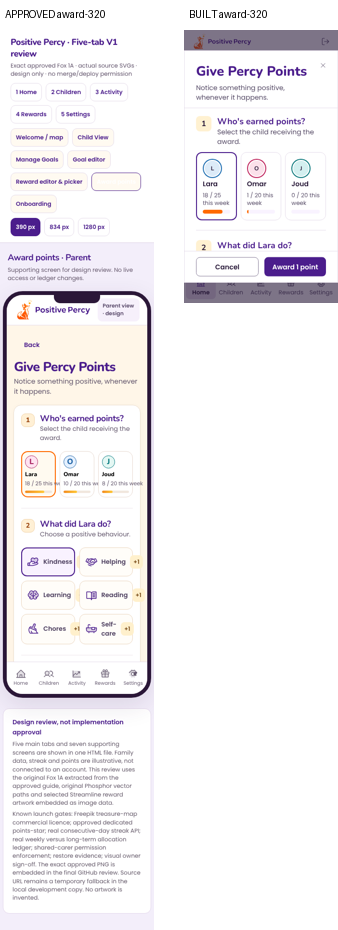 APPROVED award-320
Positive Percy · Five-tab V1
review
Exact approved Fox 1A · actual source SVGs ·
design only · no merge/deploy permission
1 Home
2 Children
3 Activity
4 Rewards
5 Settings
Welcome / map
Child View
Manage Goals
Goal editor
Reward editor & picker
Onboarding
390 px
834 px
1280 px
Award points · Parent
Supporting screen for design review. No live
access or ledger changes.
Positive Percy
Parent view
· design
Back
Give Percy Points
Notice something positive, whenever
it happens.
1
Who's earned points?
Select the child receiving the
award.
L
Lara
18 / 25 this we
O
Omar
10 / 20 this we
J
Joud
8 / 20 this week
2
What did Lara do?
Choose a positive behaviour.
Kindness
Helping
+1
Learning
Reading
+1
Chores
+1
Self-
care
+1
Home
Children
Activity
Rewards
Settings
Design review, not implementation
approval
Five main tabs and seven supporting
screens are shown in one HTML file. Family
data, streak and points are illustrative, not
connected to an account. This review uses
the original Fox 1A extracted from the
approved guide, original Phosphor vector
paths and selected Streamline reward
artwork embedded as image data.
Known launch gates: Freepik treasure-map
commercial licence; approved dedicated
points-star; real consecutive-day streak API;
real weekly versus long-term allocation
ledger; shared-carer permission
enforcement; restore evidence; visual owner
sign-off. The exact approved PNG is
embedded in the final GitHub review. Source
URL remains a temporary fallback in the
local development copy. No artwork is
invented.
BUILT award-320
Positive Percy
Give Percy Points
×
Notice something positive,
whenever it happens.
1
Who's earned points?
Select the child receiving the
award.
L
Lara
18 / 25
this week
O
Omar
1 / 20 this
week
J
Joud
0 / 20 this
week
2
What did Lara do?
Cancel
Award 1 point
Home
Children
Activity
Rewards
Settings